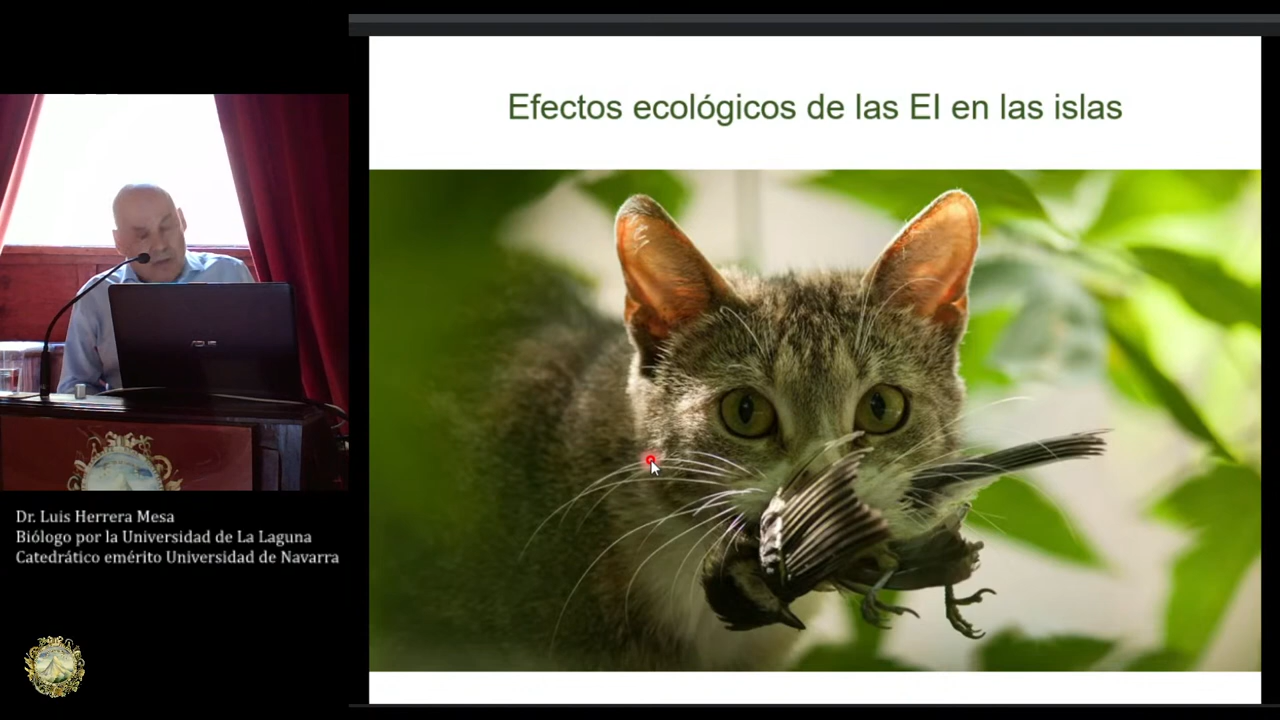 Efectos ecológicos de las EI en las islas
ASUS
Dr. Luis Herrera Mesa
Biólogo por la Universidad de La Laguna
Catedrático emérito Universidad de Navarra